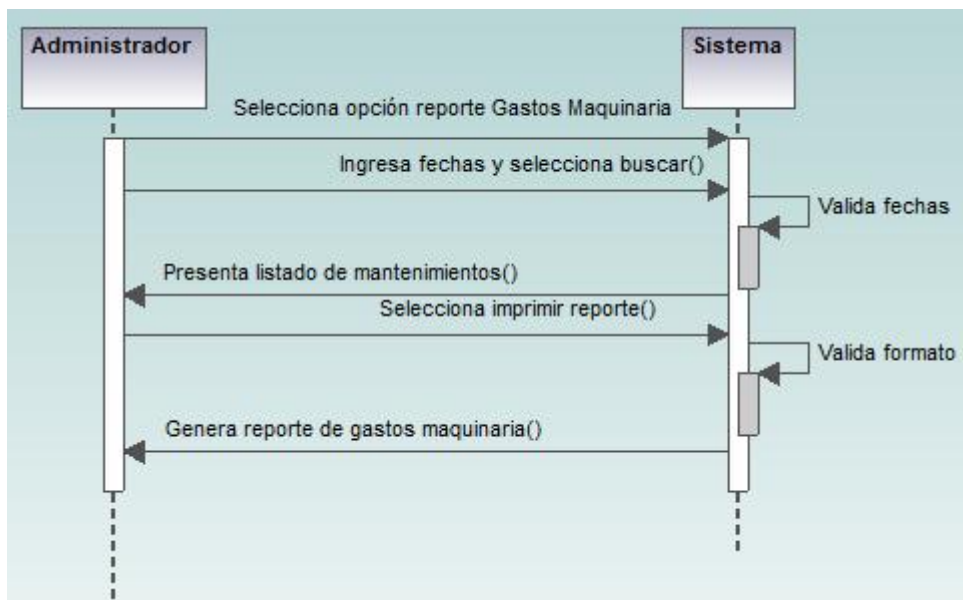 Administrador
Sistema
Selecciona opción reporte Gastos Maquinaria
Ingresa fechas y selecciona buscar()
Valida fechas
Presenta listado de mantenimientos()
Selecciona imprimir reporte()
Valida formato
Genera reporte de gastos maquinaria()